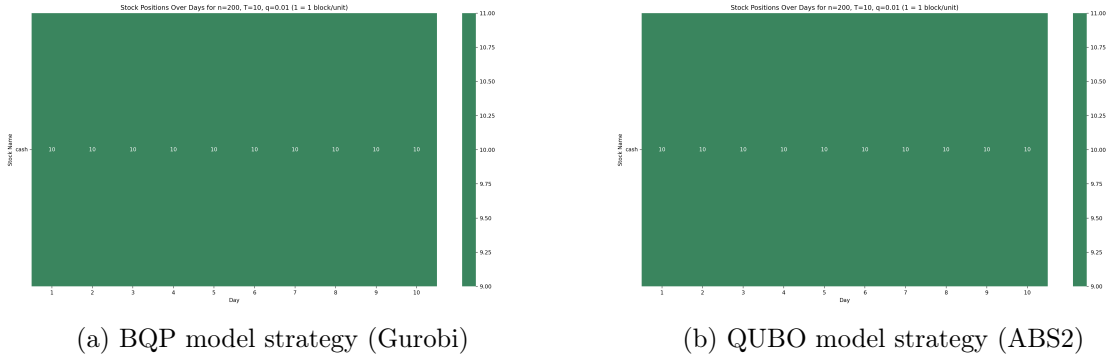 Stock Positions Over Days for n=200, T=10, q=0.01 (1 = 1 block/unit)
Stock Name
cash
10 10 10 10 10 10 10 10 10 10
1 2 3 4 5 6 7 8 9 10
Day
11.00
10.75
10.50
10.25
10.00
9.75
9.50
9.25
9.00
(a) BQP model strategy (Gurobi)
Stock Positions Over Days for n=200, T=10, q=0.01 (1 = 1 block/unit)
Stock Name
cash
10 10 10 10 10 10 10 10 10 10
1 2 3 4 5 6 7 8 9 10
Day
11.00
10.75
10.50
10.25
10.00
9.75
9.50
9.25
9.00
(b) QUBO model strategy (ABS2)